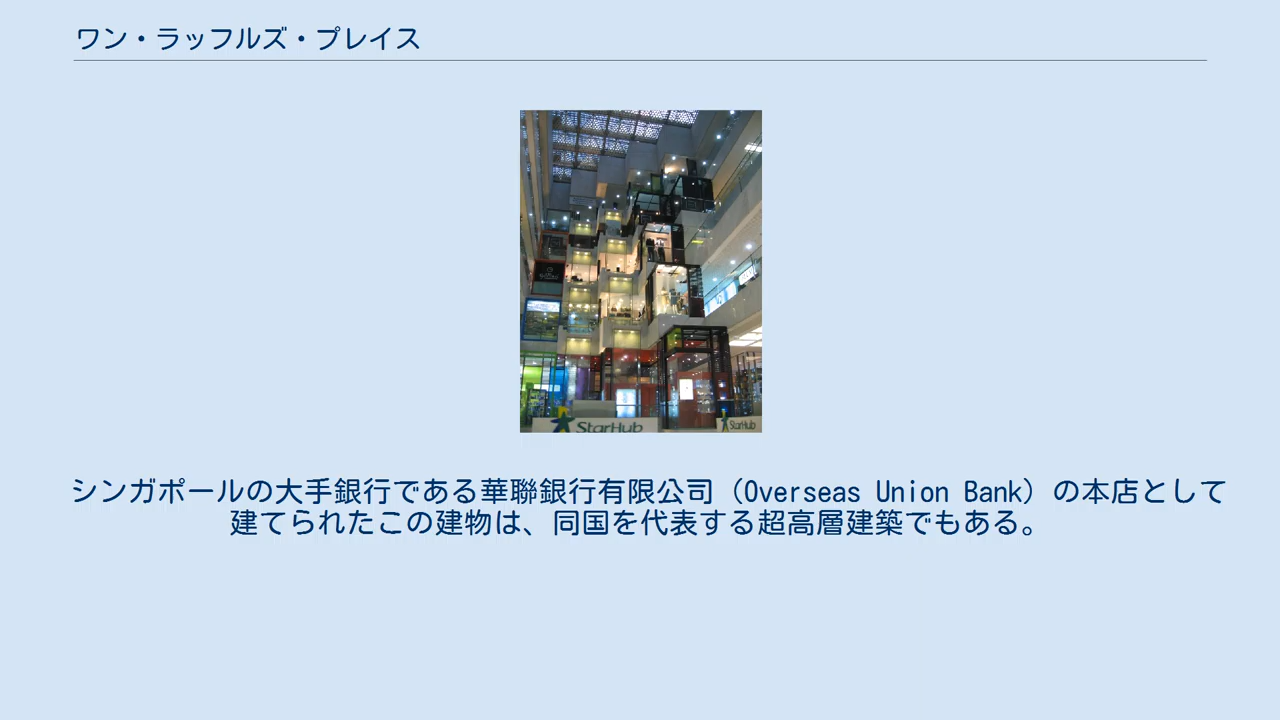 ワン・ラッフルズ・プレイス
StarHub
StarHub
シンガポールの大手銀行である華聯銀行有限公司（Overseas Union Bank）の本店として
建てられたこの建物は、同国を代表する超高層建築でもある。